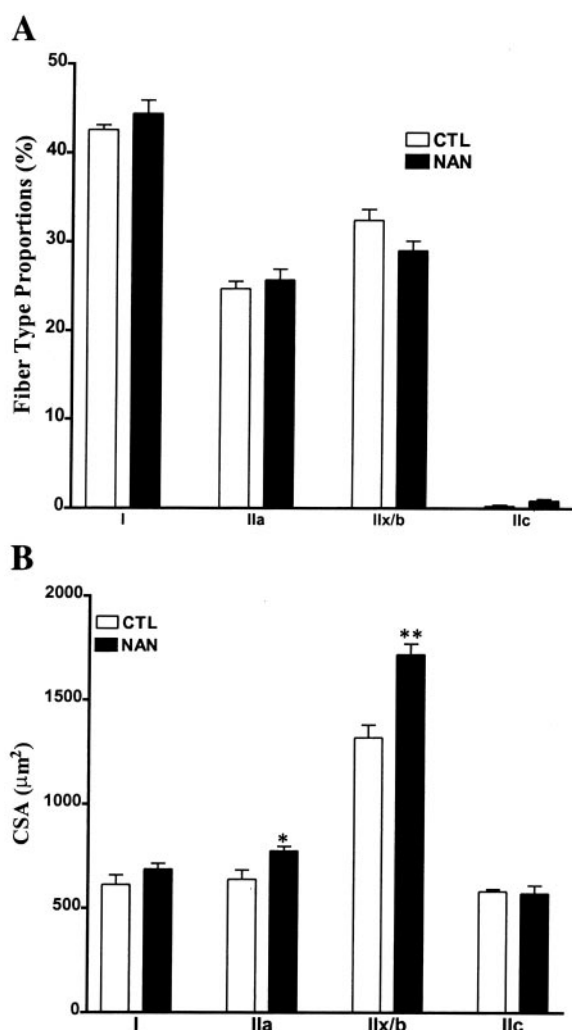 A
Fiber Type Proportions (%)
50
40
30
20
10
0
CTL
NAN
I IIa IIx/b IIc
B
CSA (μm²)
2000
1500
1000
500
0
CTL
NAN
* **
I IIa IIx/b IIc